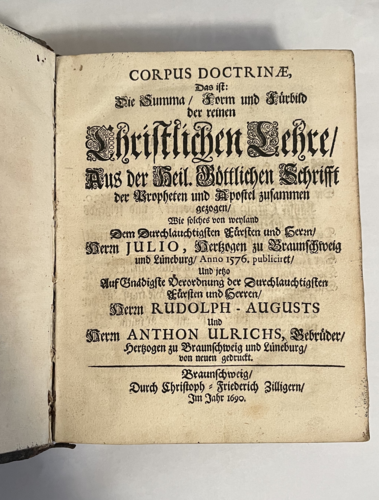 CORPUS DOCTRINÆ,
Das ist:
Die Summa/ Form und Fürbild
der reinen
Christlichen Lehre/
Aus der Heil. Göttlichen Schrifft
der Propheten und Apostel zusammen
gezogen/
Wie solches von weyland
Dem Durchlauchtigsten Fürsten und Herrn/
Herrn JULIO, Hertzogen zu Braunschweig
und Lüneburg/ Anno 1576. publiciret/
Und jetzo
Auf Gnädigste Verordnung der Durchlauchtigsten
Fürsten und Herren/
Herrn RUDOLPH-AUGUSTS
Und
Herrn ANTHON ULRICHS, Gebrüder/
Hertzogen zu Braunschweig und Lüneburg/
von neuen gedruckt.
Braunschweig/
Durch Christoph-Friederich Zilligern/
Im Jahr 1690.